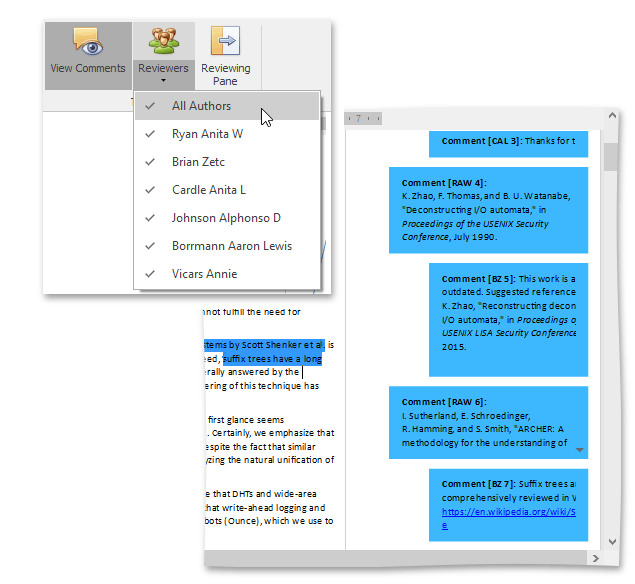 View Comments
Reviewers
Reviewing
Pane
All Authors
Ryan Anita W
Brian Zetc
Cardle Anita L
Johnson Alphonso D
Borrmann Aaron Lewis
Vicars Annie
7
not fulfill the need for
stems by Scott Shenker et al. is
eed, suffix trees have a long
erally answered by the
ering of this technique has
first glance seems
. Certainly, we emphasize that
espite the fact that similar
yzing the natural unification of
e that DHTs and wide-area
hat write-ahead logging and
bots (Ounce), which we use to
Comment [CAL 3]: Thanks for t
Comment [RAW 4]:
K. Zhao, F. Thomas, and B. U. Watanabe,
"Deconstructing I/O automata," in
Proceedings of the USENIX Security
Conference, July 1990.
Comment [BZ 5]: This work is a
outdated. Suggested reference
K. Zhao, "Reconstructing decon
I/O automata," in Proceedings o
USENIX LISA Security Conference
2015.
Comment [RAW 6]:
I. Sutherland, E. Schroedinger,
R. Hamming, and S. Smith, "ARCHER: A
methodology for the understanding of
Comment [BZ 7]: Suffix trees ar
comprehensively reviewed in
https://en.wikipedia.org/wiki/S
e